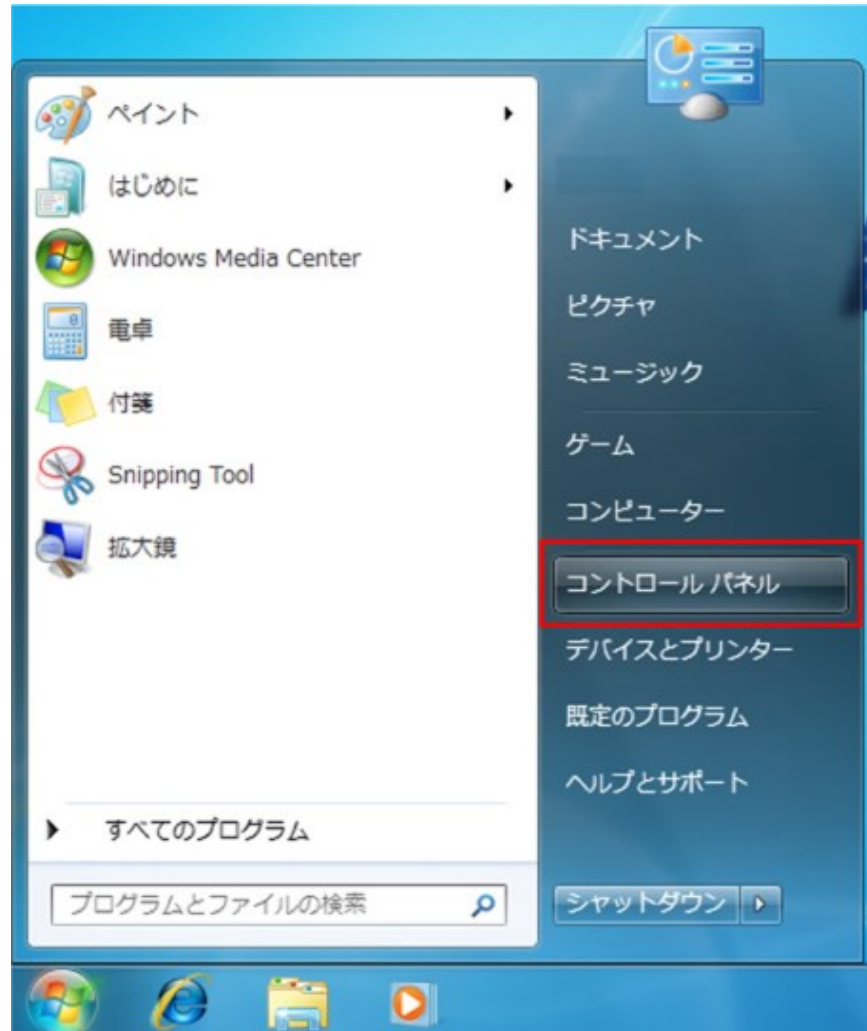 ペイント
はじめに
Windows Media Center
電卓
付箋
Snipping Tool
拡大鏡
すべてのプログラム
プログラムとファイルの検索
ドキュメント
ピクチャ
ミュージック
ゲーム
コンピューター
コントロール パネル
デバイスとプリンター
既定のプログラム
ヘルプとサポート
シャットダウン